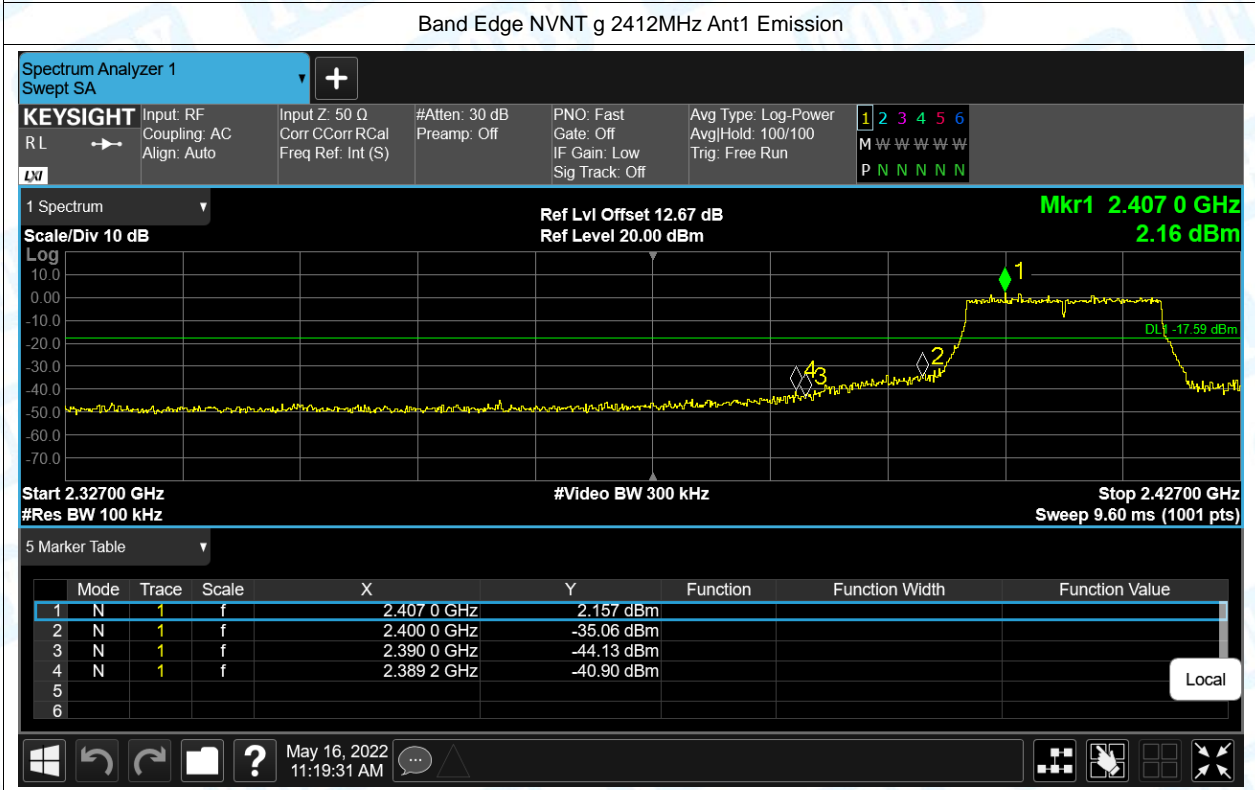 Band Edge NVNT g 2412MHz Ant1 Emission
Spectrum Analyzer 1
Swept SA
KEYSIGHT
R L
LXI
Input: RF
Coupling: AC
Align: Auto
Input Z: 50 Ω
Corr CCorr RCal
Freq Ref: Int (S)
#Atten: 30 dB
Preamp: Off
PNO: Fast
Gate: Off
IF Gain: Low
Sig Track: Off
Avg Type: Log-Power
Avg|Hold: 100/100
Trig: Free Run
1 2 3 4 5 6
M W W W W W
P N N N N N
1 Spectrum
Scale/Div 10 dB
Ref Lvl Offset 12.67 dB
Ref Level 20.00 dBm
Mkr1 2.407 0 GHz
2.16 dBm
Log
10.0
0.00
-10.0
-20.0
-30.0
-40.0
-50.0
-60.0
-70.0
1
DL1 -17.59 dBm
2
4
3
Start 2.32700 GHz
#Res BW 100 kHz
#Video BW 300 kHz
Stop 2.42700 GHz
Sweep 9.60 ms (1001 pts)
5 Marker Table
Mode Trace Scale X Y Function Function Width Function Value
1 N 1 f 2.407 0 GHz 2.157 dBm
2 N 1 f 2.400 0 GHz -35.06 dBm
3 N 1 f 2.390 0 GHz -44.13 dBm
4 N 1 f 2.389 2 GHz -40.90 dBm
5
6
Local
?
May 16, 2022
11:19:31 AM